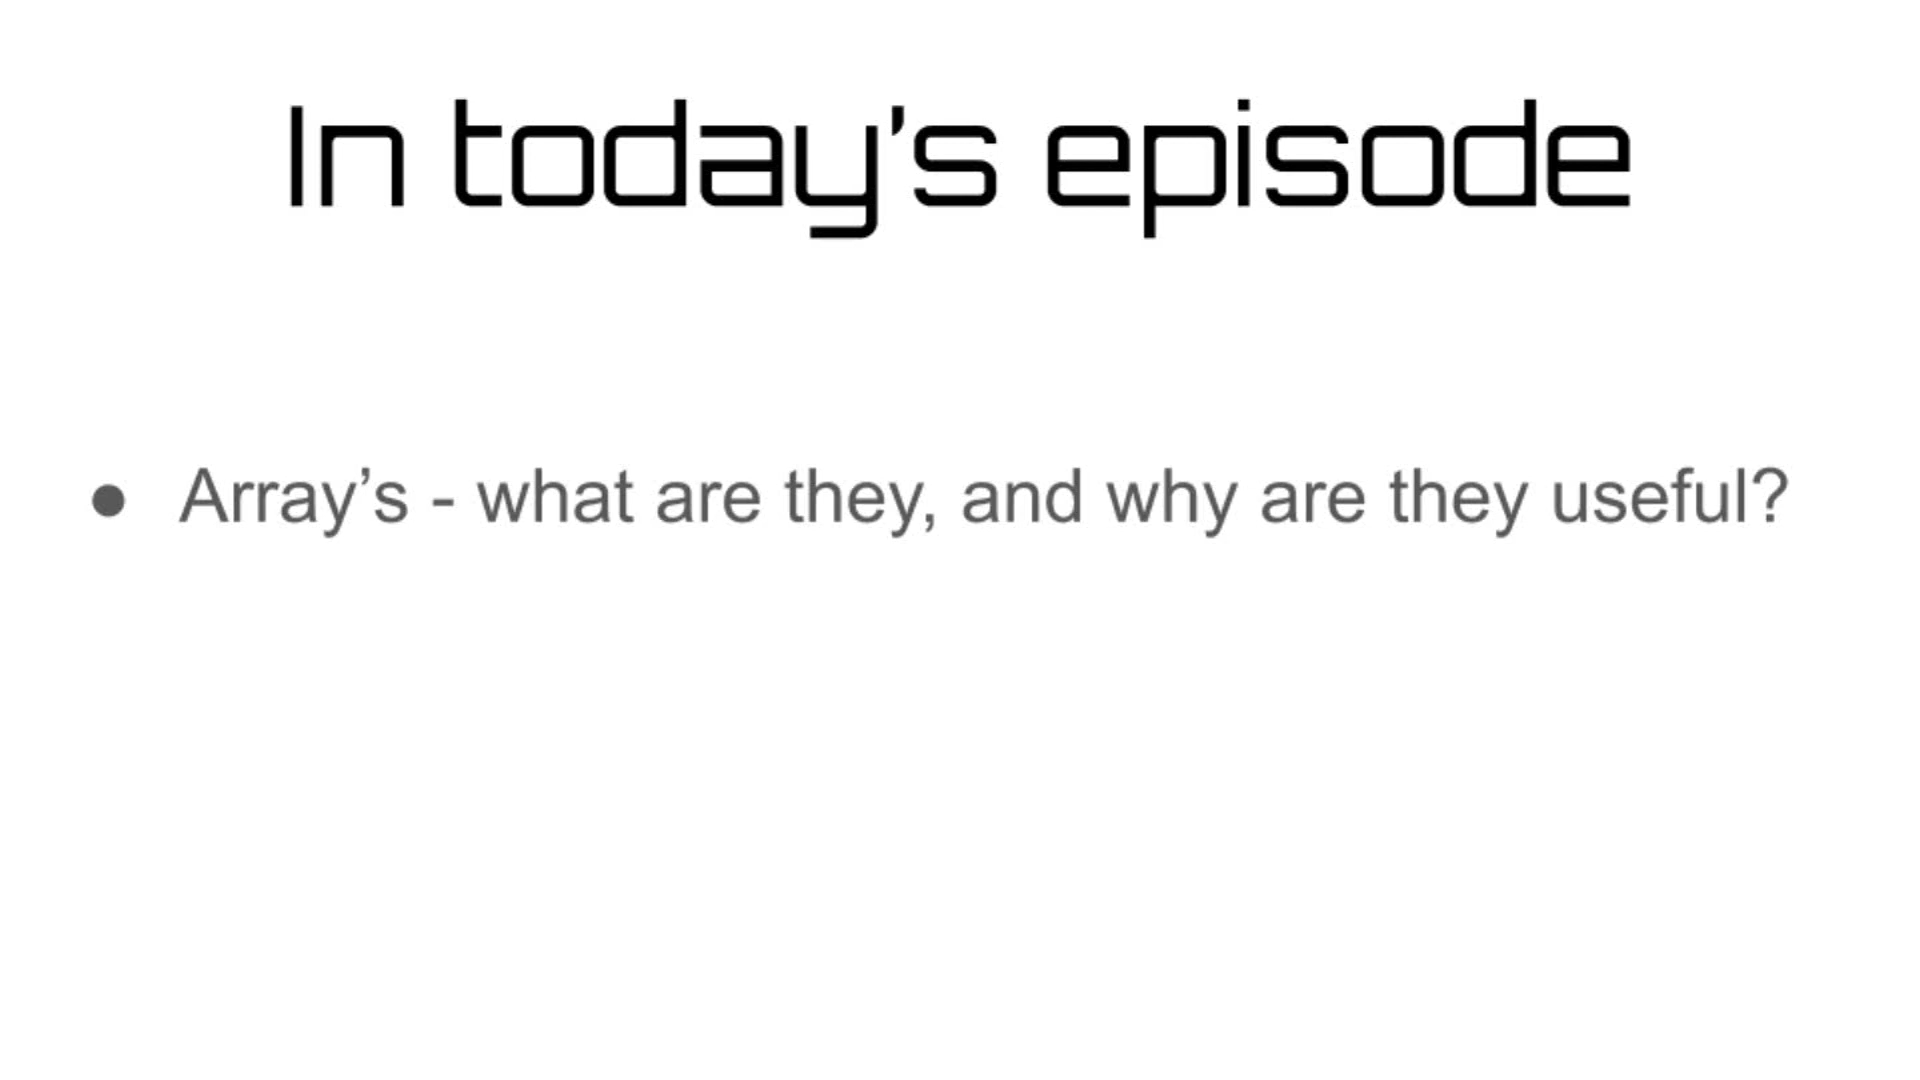 In today’s episode
● Array’s - what are they, and why are they useful?